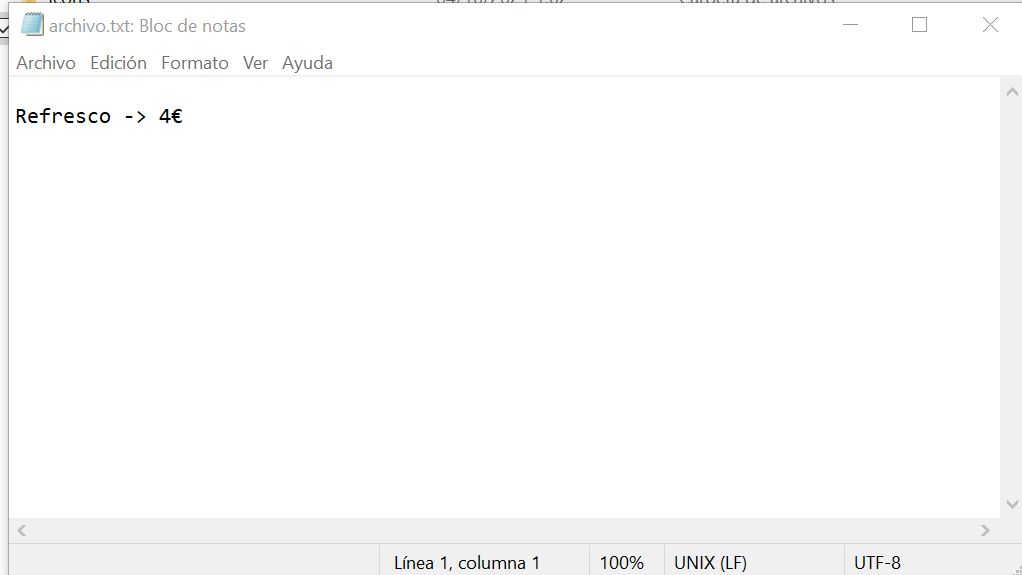 archivo.txt: Bloc de notas
Archivo Edición Formato Ver Ayuda
Refresco -> 4€
Línea 1, columna 1 100% UNIX (LF) UTF-8